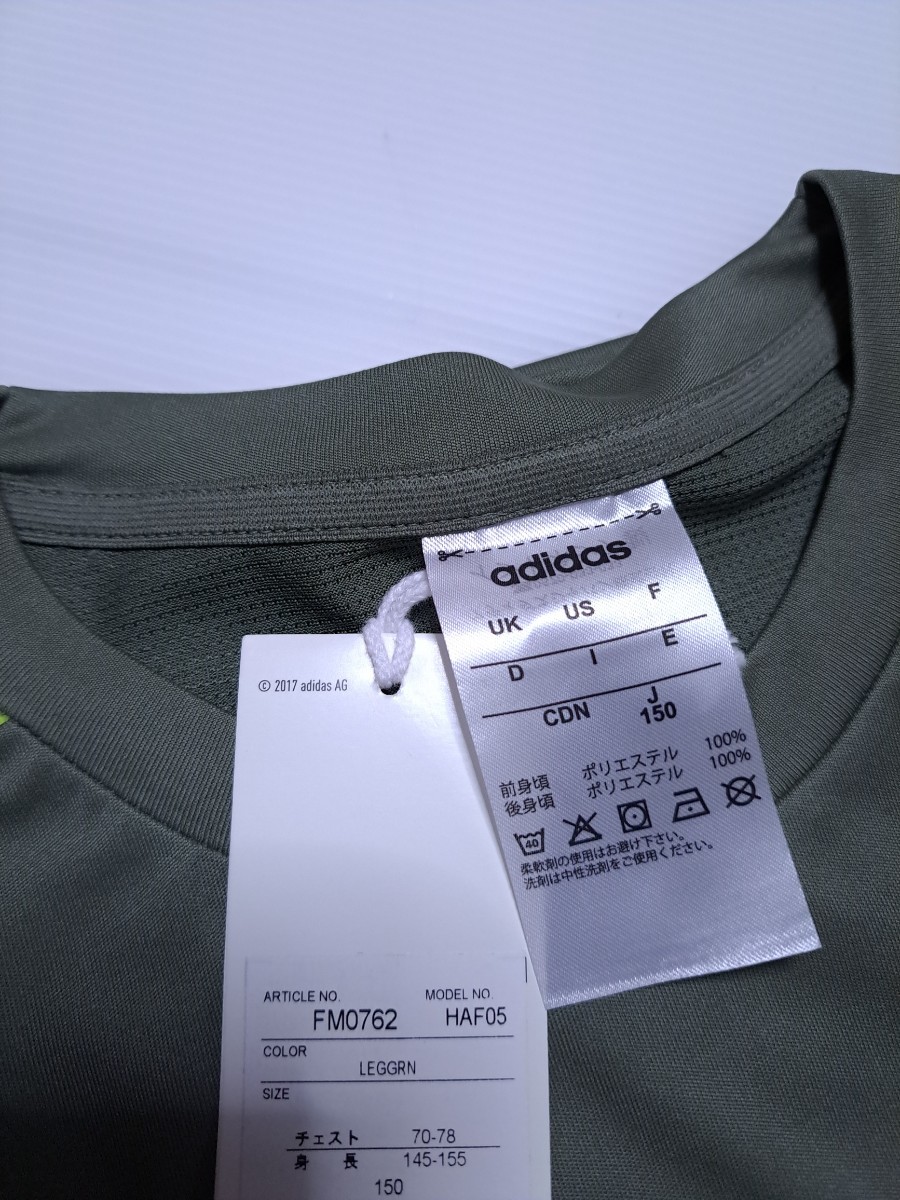 adidas
UK US F
D I E
CDN J
150
前身頃 ポリエステル 100%
後身頃 ポリエステル 100%
40
柔軟剤の使用はお避け下さい。
洗剤は中性洗剤をご使用ください。
© 2017 adidas AG
ARTICLE NO. MODEL NO.
FM0762 HAF05
COLOR
LEGGRN
SIZE
チェスト 70-78
身長 145-155
150